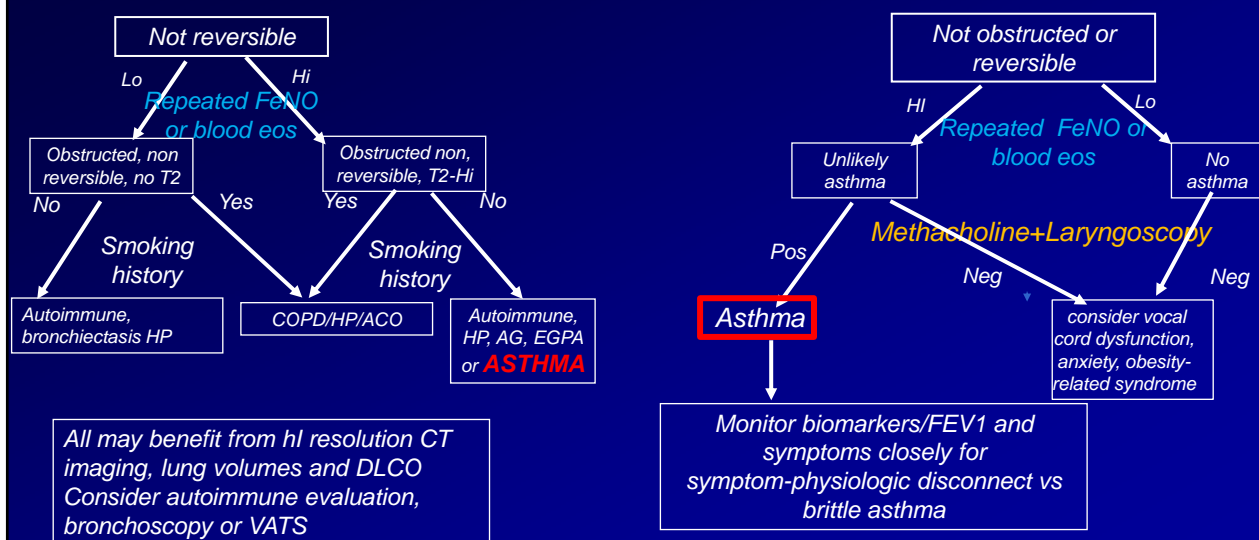 Not reversible
Lo
Hi
Repeated FeNO
or blood eos
Obstructed, non
reversible, no T2
Obstructed non,
reversible, T2-Hi
No
Yes
Yes
No
Smoking
history
Smoking
history
Autoimmune,
bronchiectasis HP
COPD/HP/ACO
Autoimmune,
HP, AG, EGPA
or ASTHMA
All may benefit from hI resolution CT
imaging, lung volumes and DLCO
Consider autoimmune evaluation,
bronchoscopy or VATS
Not obstructed or
reversible
HI
Lo
Repeated FeNO or
blood eos
Unlikely
asthma
No
asthma
Methacholine+Laryngoscopy
Pos
Neg
Neg
Asthma
consider vocal
cord dysfunction,
anxiety, obesity-
related syndrome
Monitor biomarkers/FEV1 and
symptoms closely for
symptom-physiologic disconnect vs
brittle asthma